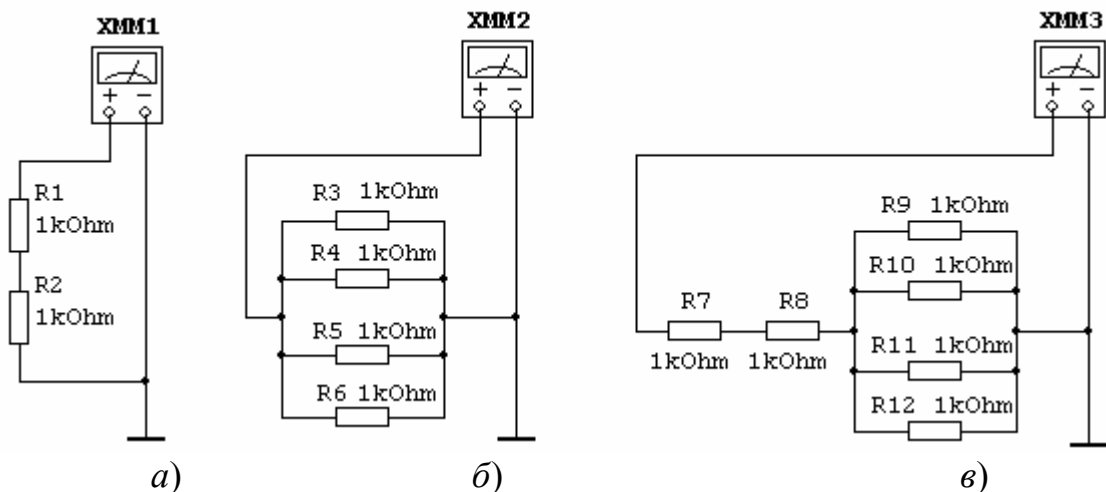 XMM1
+ −
R1
1kOhm
R2
1kOhm
а)
XMM2
+ −
R3 1kOhm
R4 1kOhm
R5 1kOhm
R6 1kOhm
б)
XMM3
+ −
R7
1kOhm
R8
1kOhm
R9 1kOhm
R10 1kOhm
R11 1kOhm
R12 1kOhm
в)